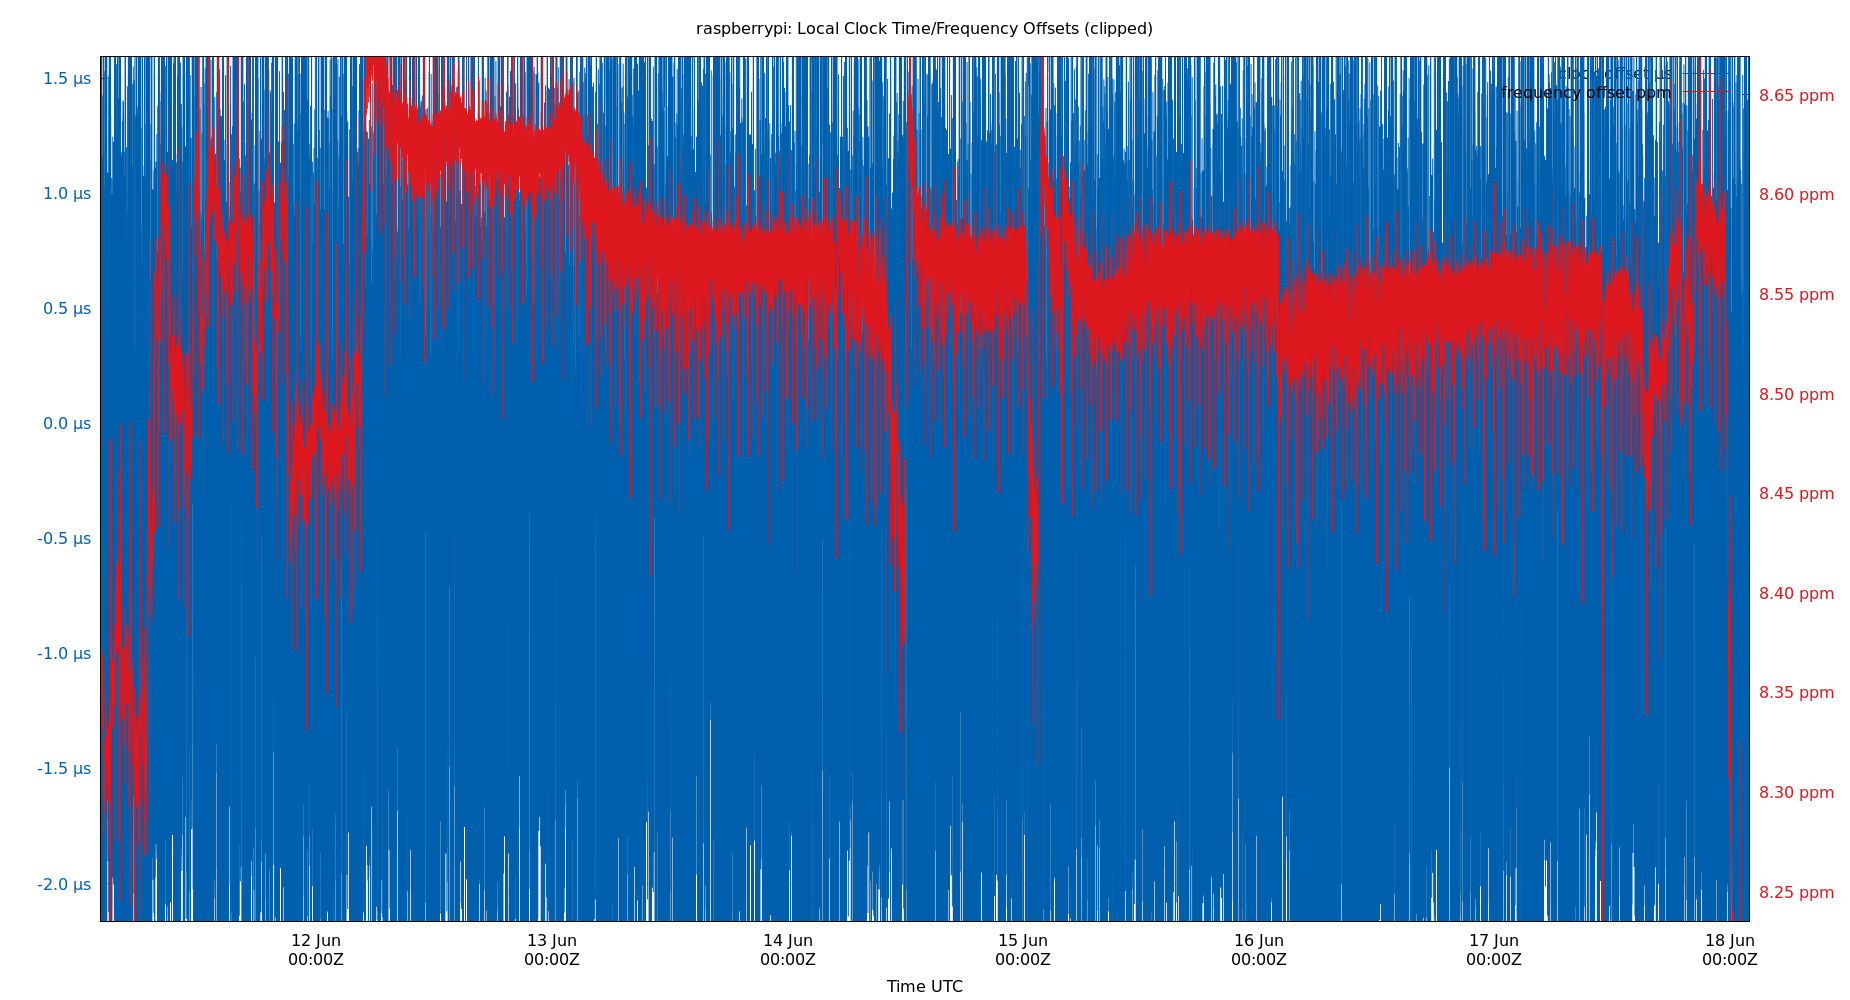 raspberrypi: Local Clock Time/Frequency Offsets (clipped)
clock offset µs
frequency offset ppm
1.5 µs
1.0 µs
0.5 µs
0.0 µs
-0.5 µs
-1.0 µs
-1.5 µs
-2.0 µs
8.65 ppm
8.60 ppm
8.55 ppm
8.50 ppm
8.45 ppm
8.40 ppm
8.35 ppm
8.30 ppm
8.25 ppm
12 Jun 13 Jun 14 Jun 15 Jun 16 Jun 17 Jun 18 Jun
00:00Z 00:00Z 00:00Z 00:00Z 00:00Z 00:00Z 00:00Z
Time UTC